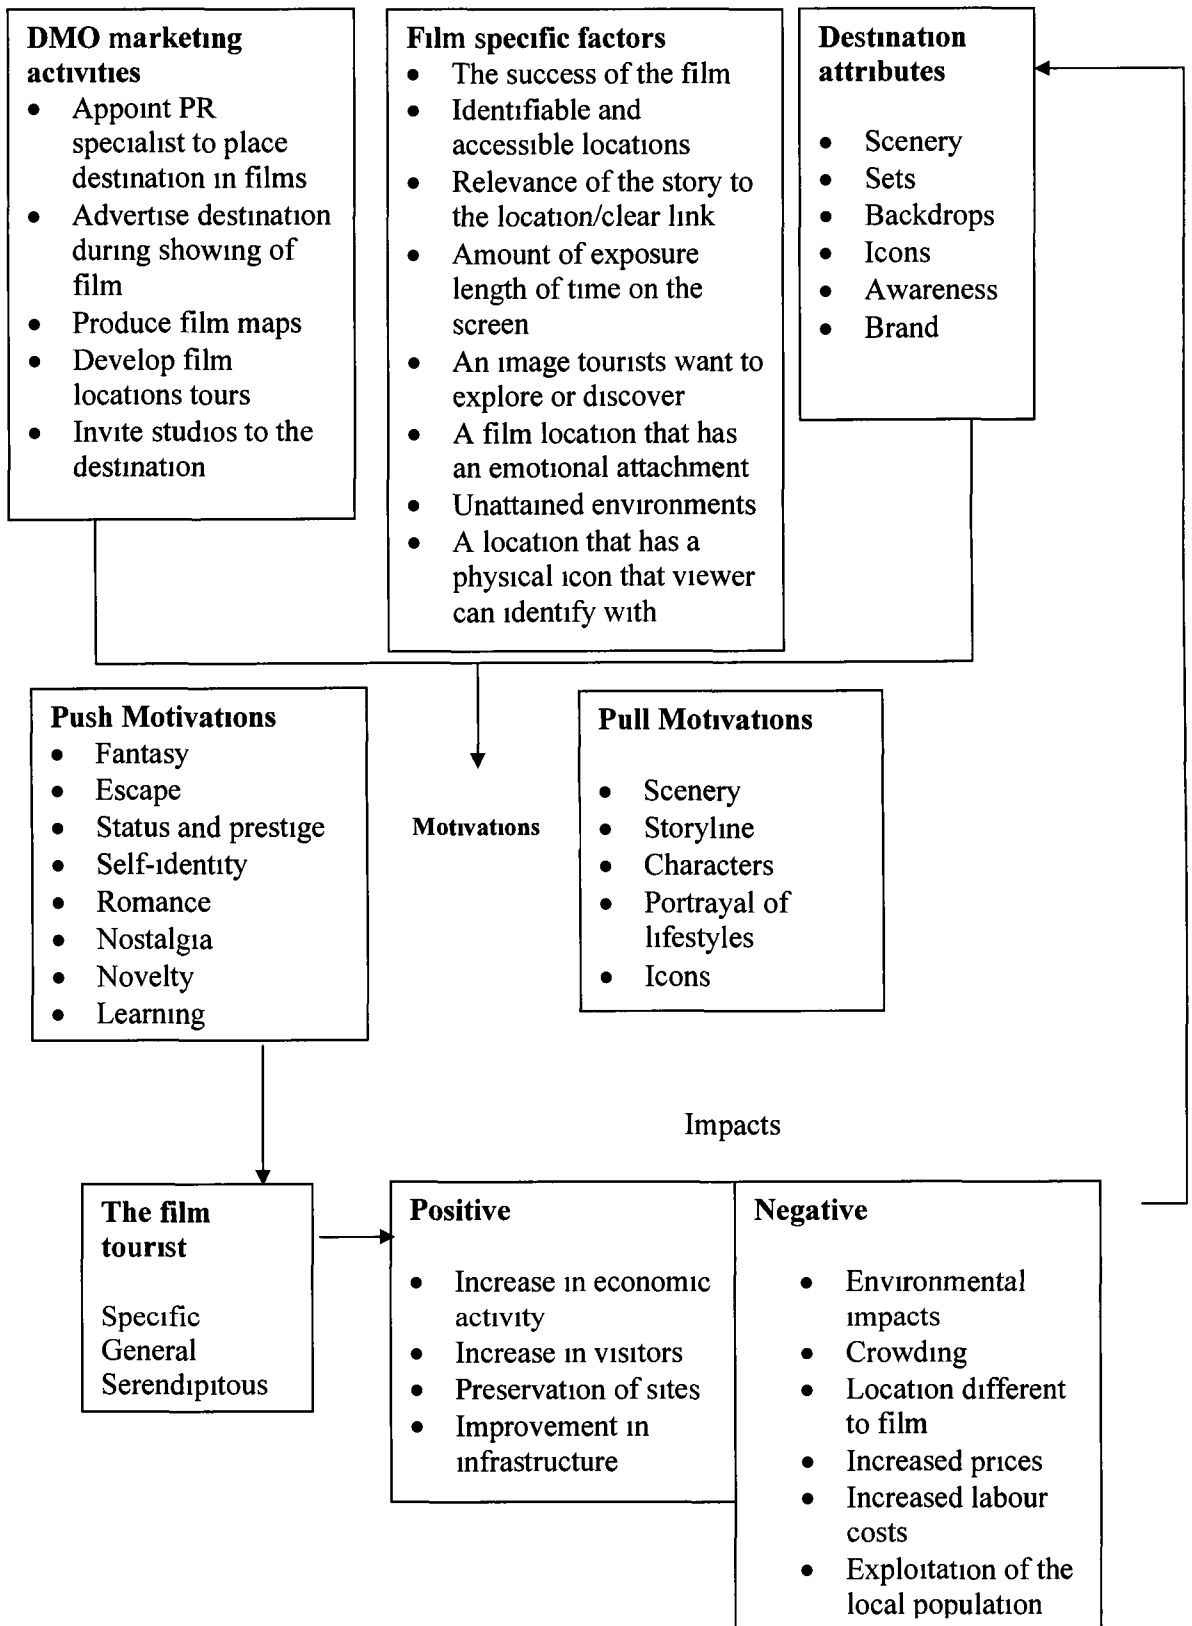 DMO marketing
activities
• Appoint PR
specialist to place
destination in films
• Advertise destination
during showing of
film
• Produce film maps
• Develop film
locations tours
• Invite studios to the
destination
Film specific factors
• The success of the film
• Identifiable and
accessible locations
• Relevance of the story to
the location/clear link
• Amount of exposure
length of time on the
screen
• An image tourists want to
explore or discover
• A film location that has
an emotional attachment
• Unattained environments
• A location that has a
physical icon that viewer
can identify with
Destination
attributes
• Scenery
• Sets
• Backdrops
• Icons
• Awareness
• Brand
Push Motivations
• Fantasy
• Escape
• Status and prestige
• Self-identity
• Romance
• Nostalgia
• Novelty
• Learning
Motivations
Pull Motivations
• Scenery
• Storyline
• Characters
• Portrayal of
lifestyles
• Icons
Impacts
The film
tourist
Specific
General
Serendipitous
Positive
• Increase in economic
activity
• Increase in visitors
• Preservation of sites
• Improvement in
infrastructure
Negative
• Environmental
impacts
• Crowding
• Location different
to film
• Increased prices
• Increased labour
costs
• Exploitation of the
local population